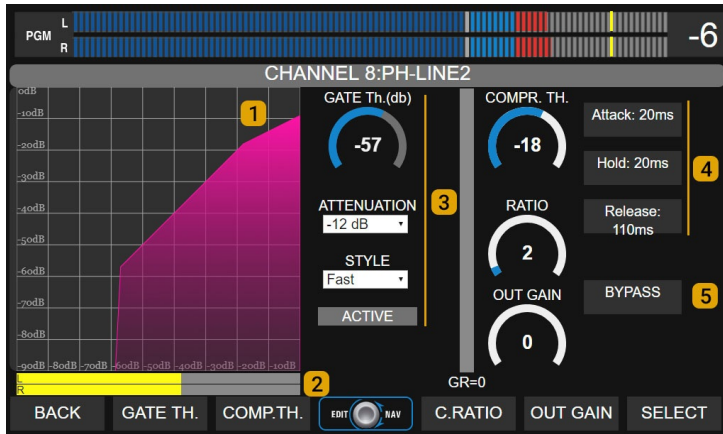 L
PGM
R
-6
CHANNEL 8:PH-LINE2
0dB
-10dB
-20dB
-30dB
-40dB
-50dB
-60dB
-70dB
-80dB
-90dB -80dB -70dB -60dB -50dB -40dB -30dB -20dB -10dB
1
GATE Th.(db)
-57
ATTENUATION
-12 dB
STYLE
Fast
ACTIVE
3
COMPR. TH.
-18
RATIO
2
OUT GAIN
0
GR=0
Attack: 20ms
Hold: 20ms
Release:
110ms
4
BYPASS
5
L
R
2
BACK
GATE TH.
COMP.TH.
EDIT
NAV
C.RATIO
OUT GAIN
SELECT